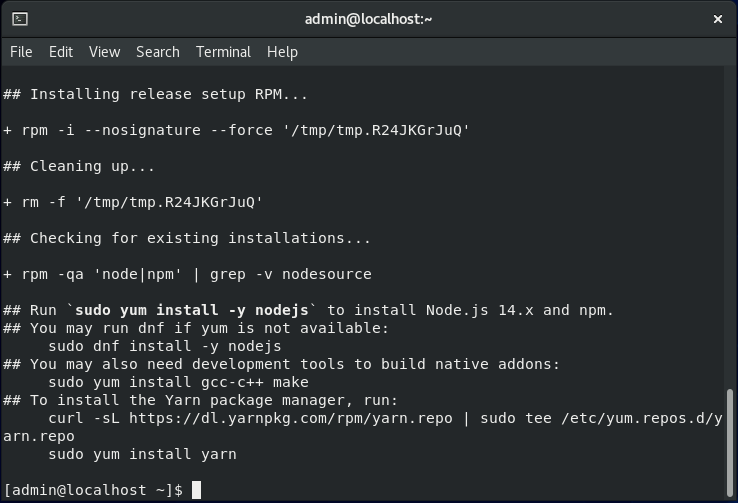 admin@localhost:~
File Edit View Search Terminal Help
## Installing release setup RPM...
+ rpm -i --nosignature --force '/tmp/tmp.R24JKGrJuQ'
## Cleaning up...
+ rm -f '/tmp/tmp.R24JKGrJuQ'
## Checking for existing installations...
+ rpm -qa 'node|npm' | grep -v nodesource
## Run `sudo yum install -y nodejs` to install Node.js 14.x and npm.
## You may run dnf if yum is not available:
     sudo dnf install -y nodejs
## You may also need development tools to build native addons:
     sudo yum install gcc-c++ make
## To install the Yarn package manager, run:
     curl -sL https://dl.yarnpkg.com/rpm/yarn.repo | sudo tee /etc/yum.repos.d/y
arn.repo
     sudo yum install yarn
[admin@localhost ~]$